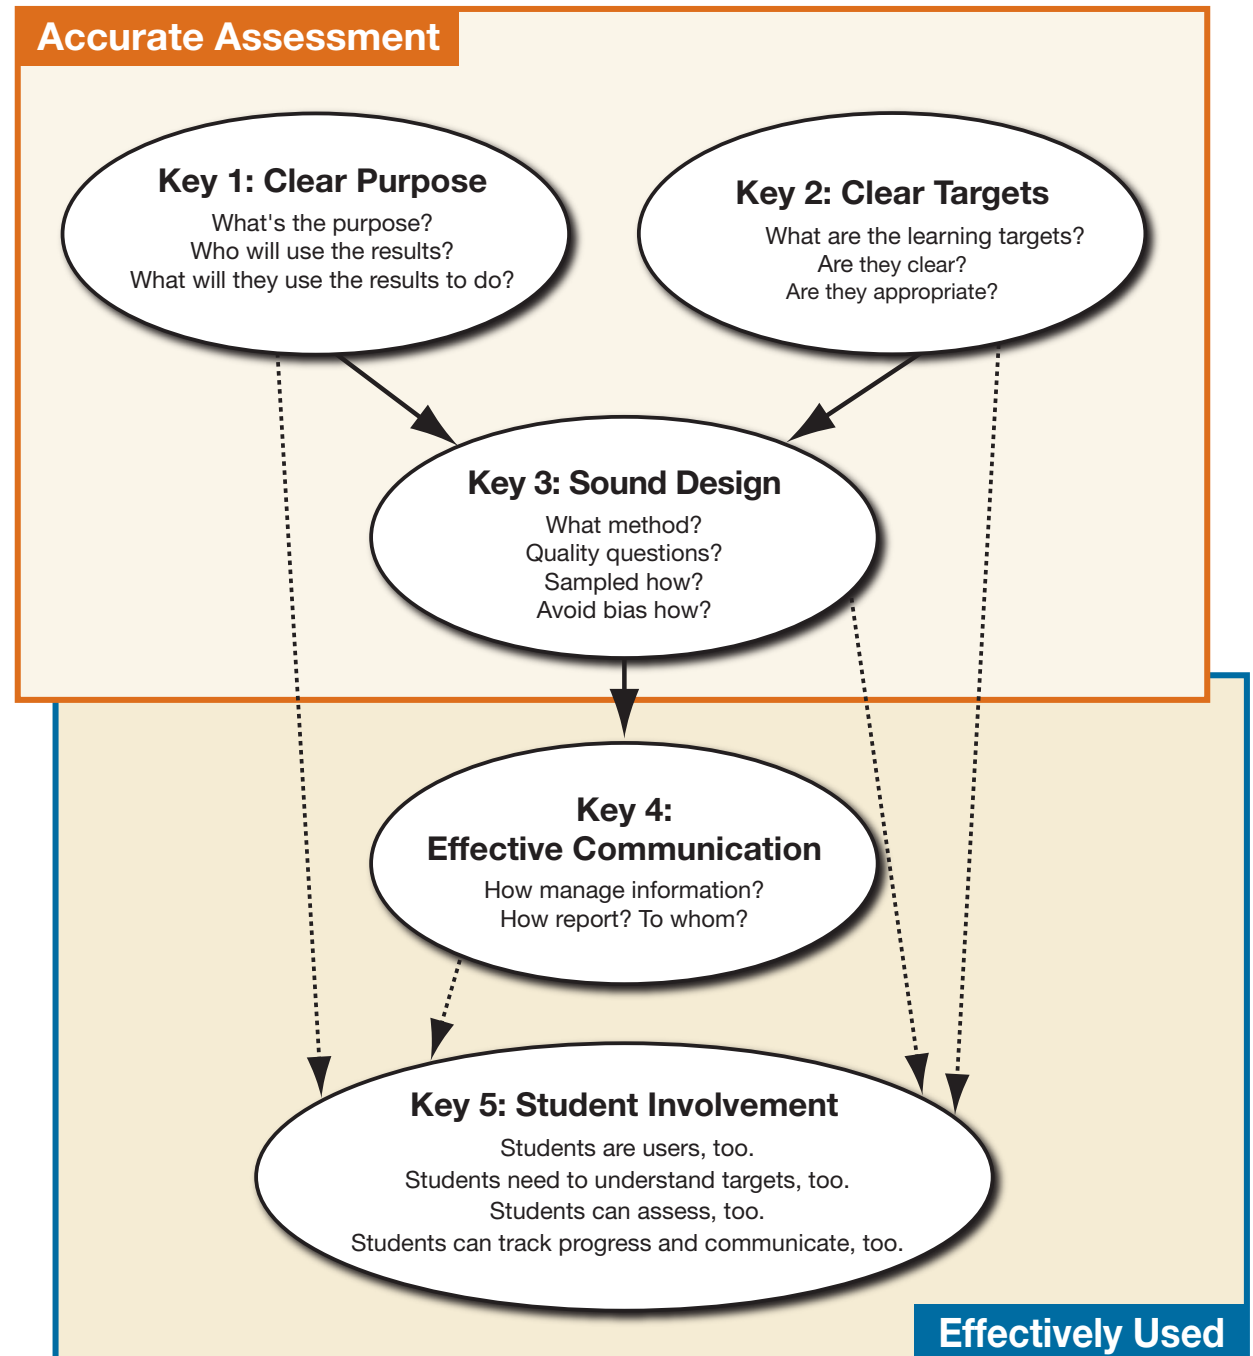 Accurate Assessment
Key 1: Clear Purpose
What's the purpose?
Who will use the results?
What will they use the results to do?
Key 2: Clear Targets
What are the learning targets?
Are they clear?
Are they appropriate?
Key 3: Sound Design
What method?
Quality questions?
Sampled how?
Avoid bias how?
Key 4:
Effective Communication
How manage information?
How report? To whom?
Key 5: Student Involvement
Students are users, too.
Students need to understand targets, too.
Students can assess, too.
Students can track progress and communicate, too.
Effectively Used